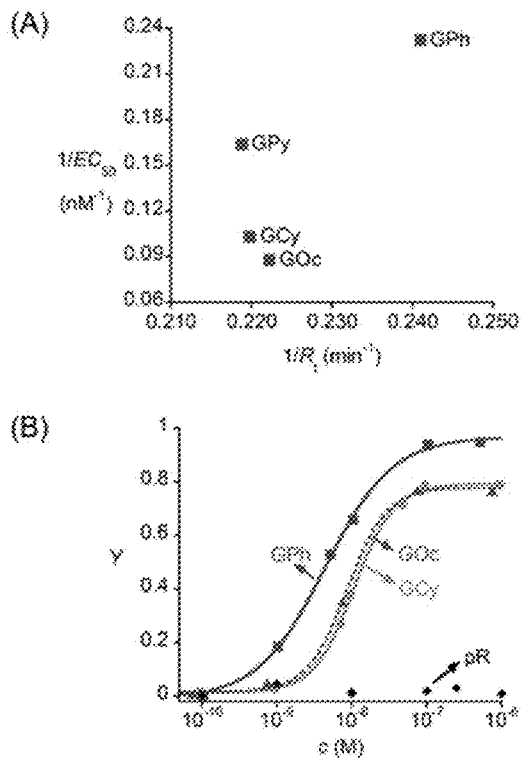 (A)
0.24
0.21
0.18
1/EC50 0.15
(nM⁻¹) 0.12
0.09
0.06
GPh
GPy
GCy
GOc
0.210 0.220 0.230 0.240 0.250
1/Rt (min⁻¹)
(B)
1
0.8
0.6
Y
0.4
0.2
0
GPh
GOc
GCy
pR
10⁻¹⁰ 10⁻⁹ 10⁻⁸ 10⁻⁷ 10⁻⁶
c (M)